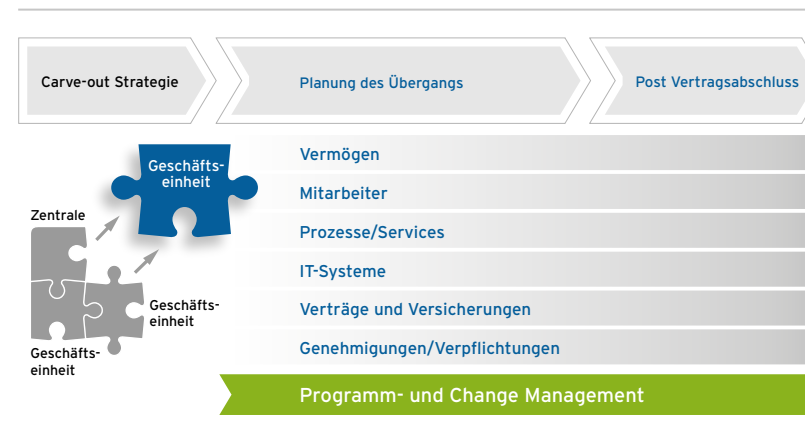 Carve-out Strategie
Planung des Übergangs
Post Vertragsabschluss
Geschäfts-
einheit
Zentrale
Geschäfts-
einheit
Geschäfts-
einheit
Vermögen
Mitarbeiter
Prozesse/Services
IT-Systeme
Verträge und Versicherungen
Genehmigungen/Verpflichtungen
Programm- und Change Management